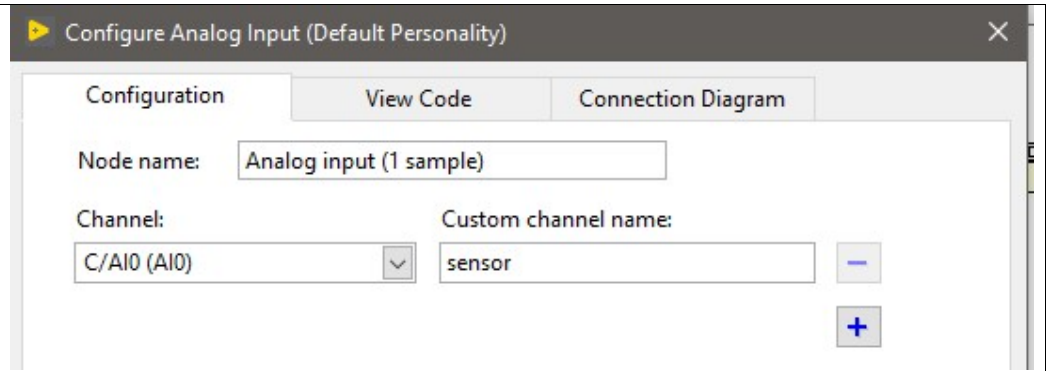 Configure Analog Input (Default Personality)
Configuration View Code Connection Diagram
Node name: Analog input (1 sample)
Channel: Custom channel name:
C/AI0 (AI0) sensor